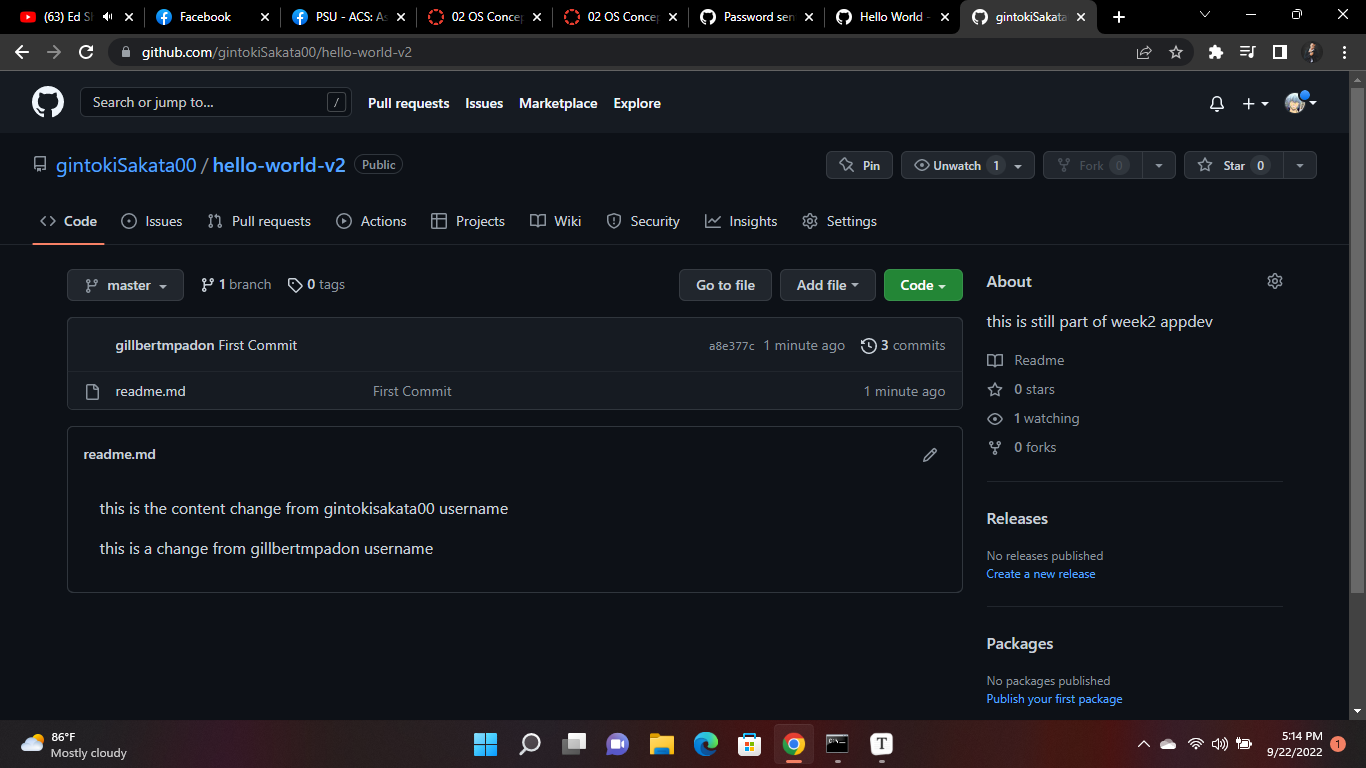 (63) Ed Sh
Facebook
PSU - ACS: As
02 OS Concep
02 OS Concep
Password sen
Hello World -
gintokiSakata
github.com/gintokiSakata00/hello-world-v2
Search or jump to...
/
Pull requests
Issues
Marketplace
Explore
gintokiSakata00 / hello-world-v2
Public
Pin
Unwatch 1
Fork 0
Star 0
Code
Issues
Pull requests
Actions
Projects
Wiki
Security
Insights
Settings
master
1 branch
0 tags
Go to file
Add file
Code
gillbertmpadon First Commit
a8e377c 1 minute ago
3 commits
readme.md
First Commit
1 minute ago
readme.md
this is the content change from gintokisakata00 username
this is a change from gillbertmpadon username
About
this is still part of week2 appdev
Readme
0 stars
1 watching
0 forks
Releases
No releases published
Create a new release
Packages
No packages published
Publish your first package
86°F
Mostly cloudy
T
5:14 PM
9/22/2022
1